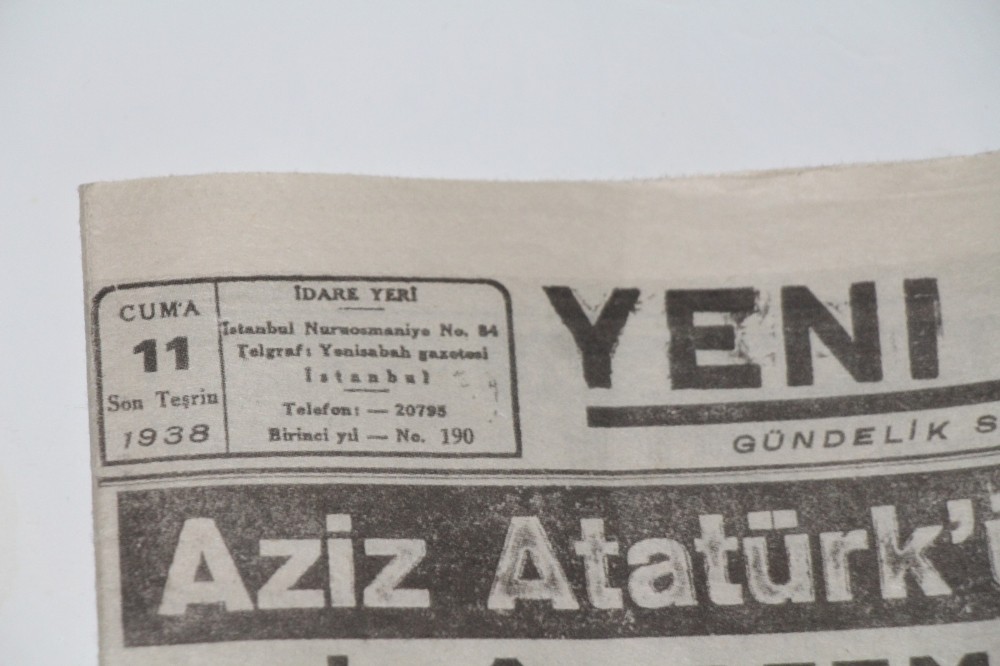 CUM'A
11
Son Teşrin
1938
İDARE YERİ
İstanbul Nuruosmaniye No. 84
Telgraf: Yenisabah gazetesi
İstanbul
Telefon: — 20795
Birinci yıl — No. 190
YENİ
GÜNDELİK S
Aziz Atatürk'ü